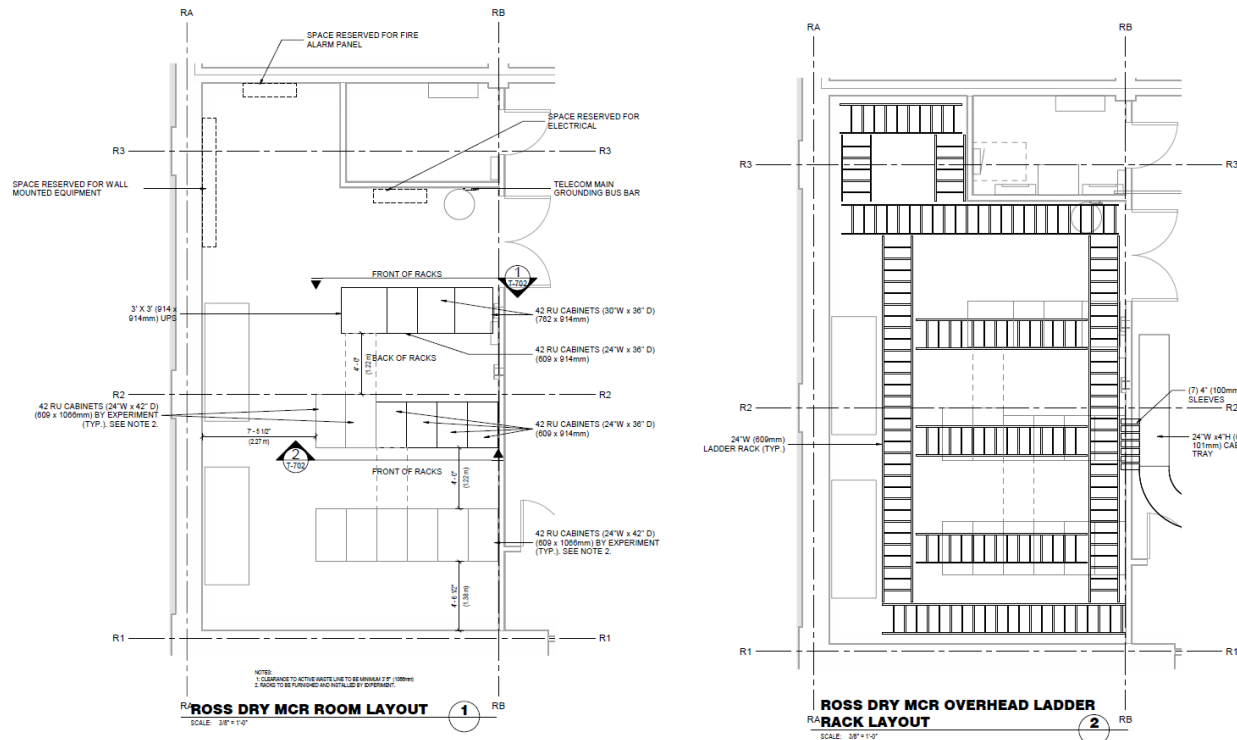 RA
RB
SPACE RESERVED FOR FIRE
ALARM PANEL
SPACE RESERVED FOR
ELECTRICAL
R3
R3
SPACE RESERVED FOR WALL
MOUNTED EQUIPMENT
TELECOM MAIN
GROUNDING BUS BAR
FRONT OF RACKS
1
T-702
3' X 3' (914 x
914mm) UPS
42 RU CABINETS (30"W x 36" D)
(762 x 914mm)
42 RU CABINETS (24"W x 36" D)
(609 x 914mm)
BACK OF RACKS
4' - 0"
(1.22 m)
R2
R2
42 RU CABINETS (24"W x 42" D)
(609 x 1066mm) BY EXPERIMENT
(TYP.). SEE NOTE 2.
42 RU CABINETS (24"W x 36" D)
(609 x 914mm)
7' - 5 1/2"
(2.27 m)
2
T-702
FRONT OF RACKS
4' - 0"
(1.22 m)
42 RU CABINETS (24"W x 42" D)
(609 x 1066mm) BY EXPERIMENT
(TYP.). SEE NOTE 2.
4' - 6 1/2"
(1.38 m)
R1
R1
NOTES:
1. CLEARANCE TO ACTIVE WASTE LINE TO BE MINIMUM 3' 6" (1066mm)
2. RACKS TO BE FURNISHED AND INSTALLED BY EXPERIMENT.
RA
RB
ROSS DRY MCR ROOM LAYOUT
1
SCALE: 3/8" = 1'-0"
RA
RB
R3
R3
R2
R2
(7) 4" (100mm
SLEEVES
24"W (609mm)
LADDER RACK (TYP.)
24"W x4"H (
101mm) CAB
TRAY
R1
R1
RA
RB
ROSS DRY MCR OVERHEAD LADDER
RACK LAYOUT
2
SCALE: 3/8" = 1'-0"